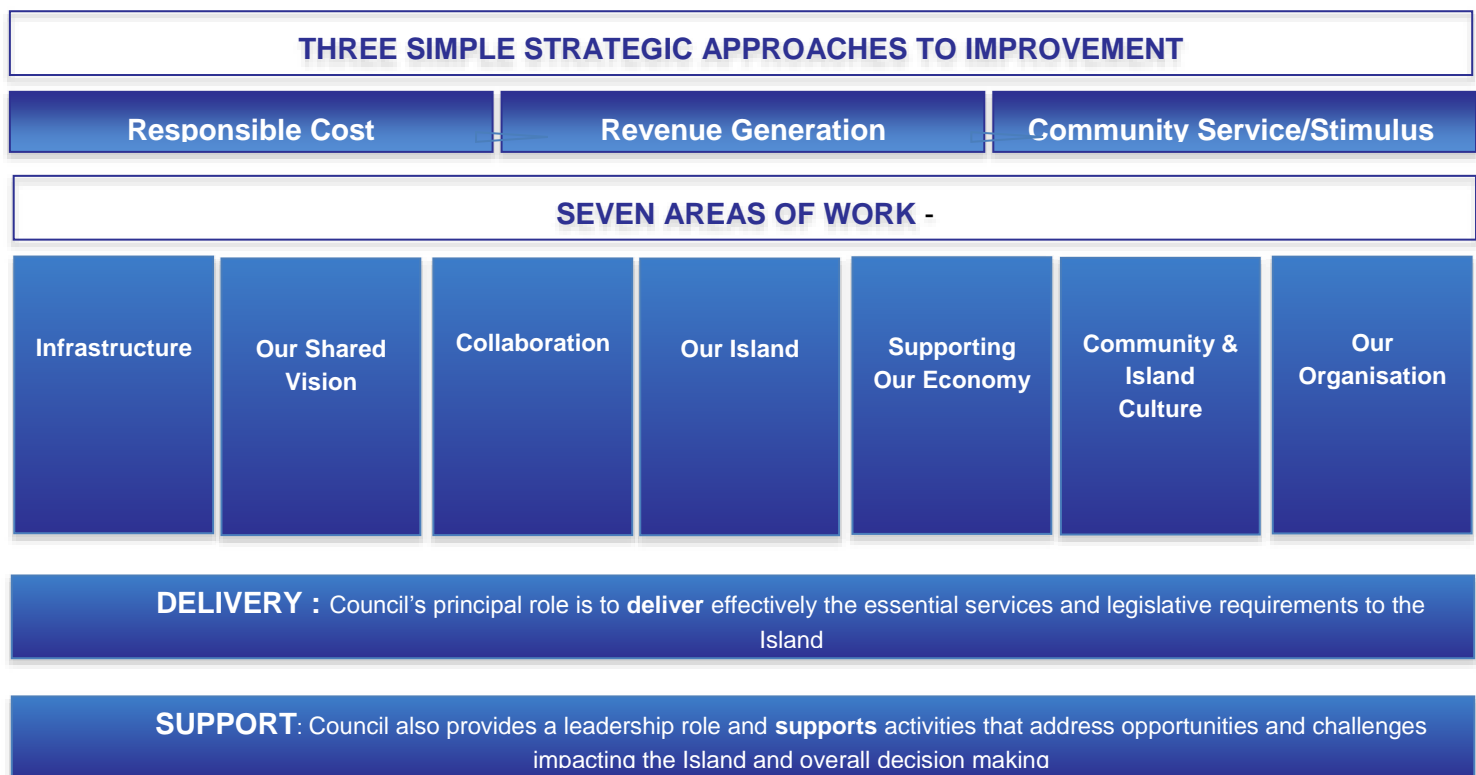 THREE SIMPLE STRATEGIC APPROACHES TO IMPROVEMENT
Responsible Cost
Revenue Generation
Community Service/Stimulus
SEVEN AREAS OF WORK -
Infrastructure
Our Shared
Vision
Collaboration
Our Island
Supporting
Our Economy
Community &
Island
Culture
Our
Organisation
DELIVERY : Council's principal role is to deliver effectively the essential services and legislative requirements to the
Island
SUPPORT: Council also provides a leadership role and supports activities that address opportunities and challenges
impacting the Island and overall decision making